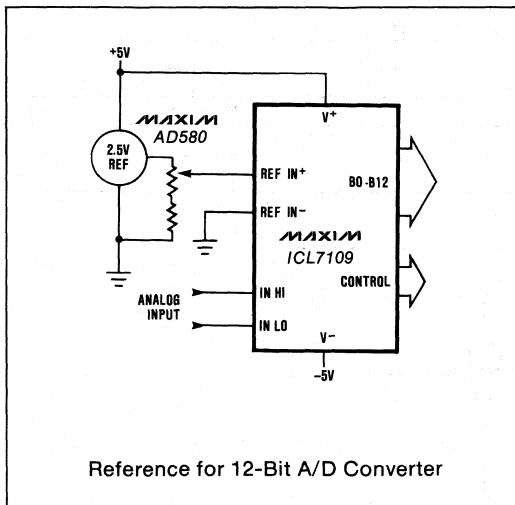 +5V
MAXIM
AD580
2.5V
REF
V+
REF IN+
REF IN−
BO-B12
MAXIM
ICL7109
CONTROL
ANALOG
INPUT
IN HI
IN LO
V−
-5V
Reference for 12-Bit A/D Converter